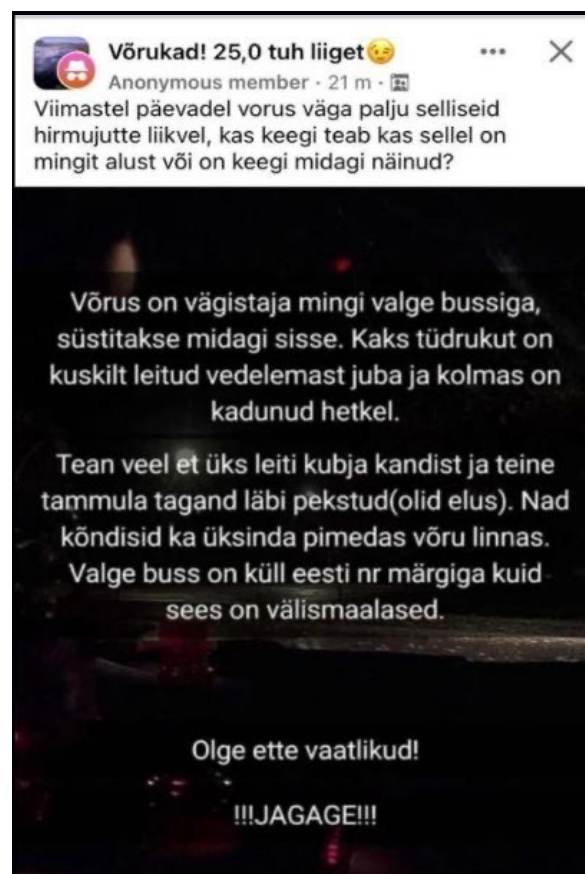 Võrukad! 25,0 tuh liiget😉
Anonymous member · 21 m ·
Viimastel päevadel vorus väga palju selliseid
hirmujutte liikvel, kas keegi teab kas sellel on
mingit alust või on keegi midagi näinud?
Võrus on vägistaja mingi valge bussiga,
süstitakse midagi sisse. Kaks tüdrukut on
kuskilt leitud vedelemast juba ja kolmas on
kadunud hetkel.
Tean veel et üks leiti kubja kandist ja teine
tammula tagand läbi pekstud(olid elus). Nad
kõndisid ka üksinda pimedas võru linnas.
Valge buss on küll eesti nr märgiga kuid
sees on välismaalased.
Olge ette vaatlikud!
!!!JAGAGE!!!